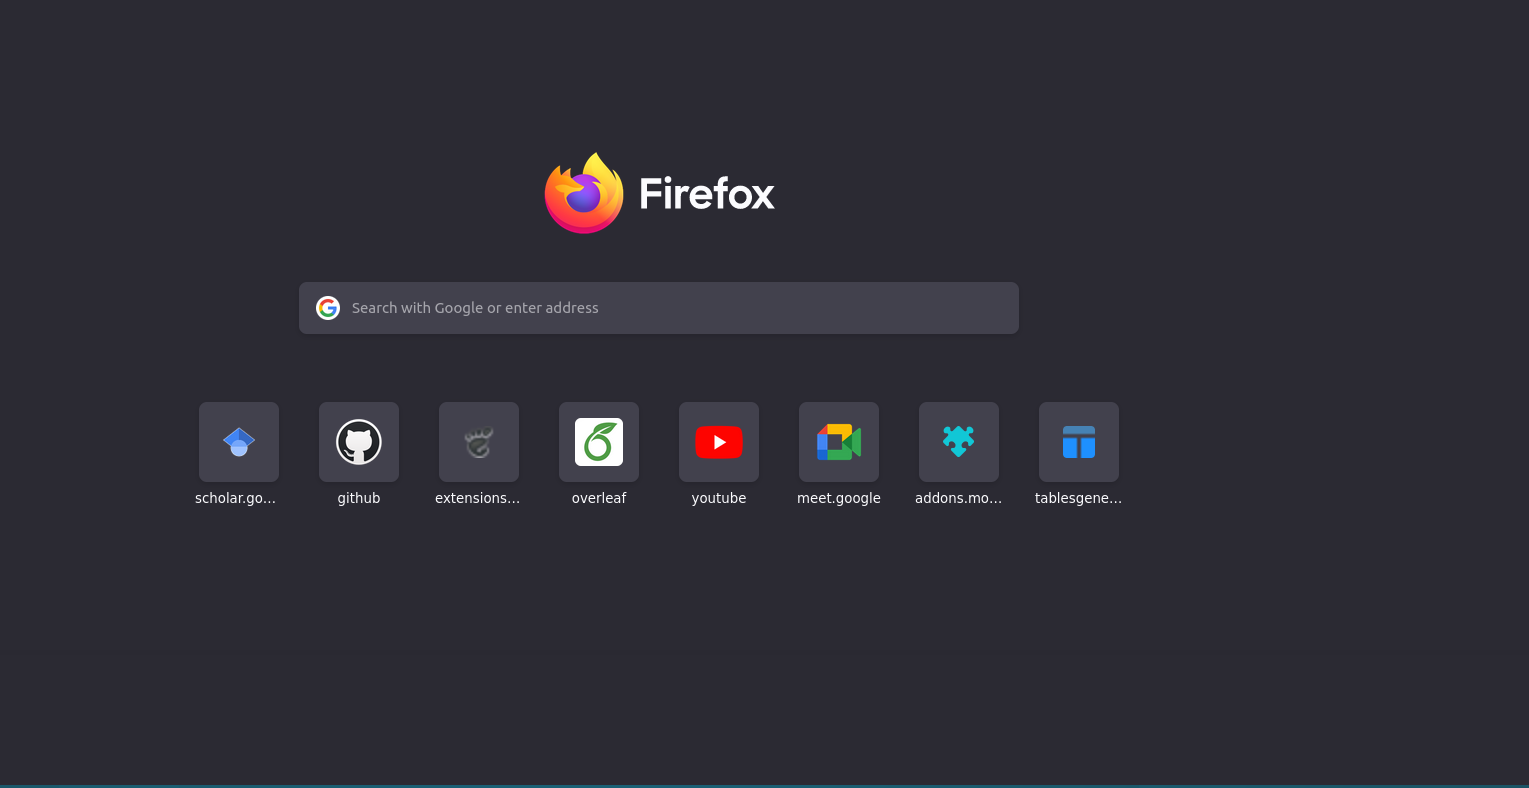 Firefox
Search with Google or enter address
scholar.go... github extensions... overleaf youtube meet.google addons.mo... tablesgene...